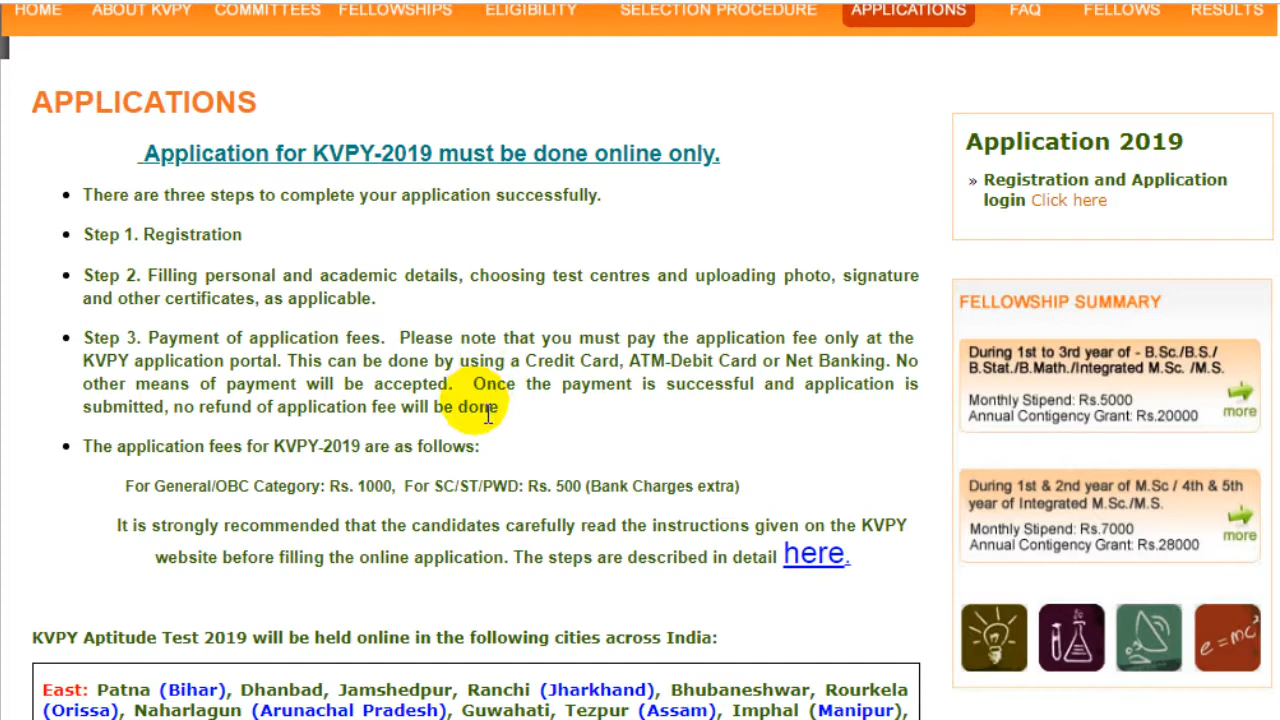 HOME ABOUT KVPY COMMITTEES FELLOWSHIPS ELIGIBILITY SELECTION PROCEDURE APPLICATIONS FAQ FELLOWS RESULTS
APPLICATIONS
Application for KVPY-2019 must be done online only.
There are three steps to complete your application successfully.
Step 1. Registration
Step 2. Filling personal and academic details, choosing test centres and uploading photo, signature
and other certificates, as applicable.
Step 3. Payment of application fees. Please note that you must pay the application fee only at the
KVPY application portal. This can be done by using a Credit Card, ATM-Debit Card or Net Banking. No
other means of payment will be accepted. Once the payment is successful and application is
submitted, no refund of application fee will be done
The application fees for KVPY-2019 are as follows:
For General/OBC Category: Rs. 1000, For SC/ST/PWD: Rs. 500 (Bank Charges extra)
It is strongly recommended that the candidates carefully read the instructions given on the KVPY
website before filling the online application. The steps are described in detail here.
KVPY Aptitude Test 2019 will be held online in the following cities across India:
East: Patna (Bihar), Dhanbad, Jamshedpur, Ranchi (Jharkhand), Bhubaneshwar, Rourkela
(Orissa), Naharlagun (Arunachal Pradesh), Guwahati, Tezpur (Assam), Imphal (Manipur),
Application 2019
» Registration and Application
login Click here
FELLOWSHIP SUMMARY
During 1st to 3rd year of - B.Sc./B.S./
B.Stat./B.Math./Integrated M.Sc. /M.S.
Monthly Stipend: Rs.5000
Annual Contigency Grant: Rs.20000
more
During 1st & 2nd year of M.Sc / 4th & 5th
year of Integrated M.Sc./M.S.
Monthly Stipend: Rs.7000
Annual Contigency Grant: Rs.28000
more
e=mc²